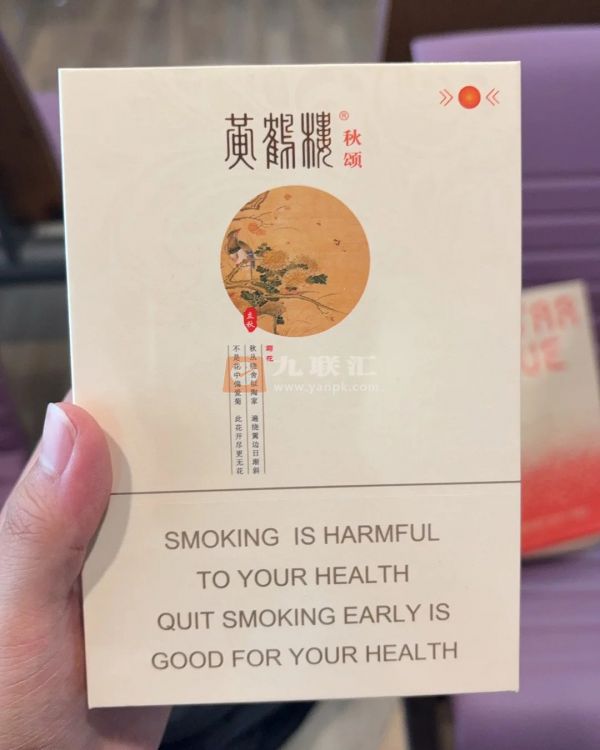 黄鹤楼®
秋颂
立秋
菊花
秋丛绕舍似陶家 遍绕篱边日渐斜
不是花中偏爱菊 此花开尽更无花
九联汇
www.yanpk.com
SMOKING IS HARMFUL
TO YOUR HEALTH
QUIT SMOKING EARLY IS
GOOD FOR YOUR HEALTH